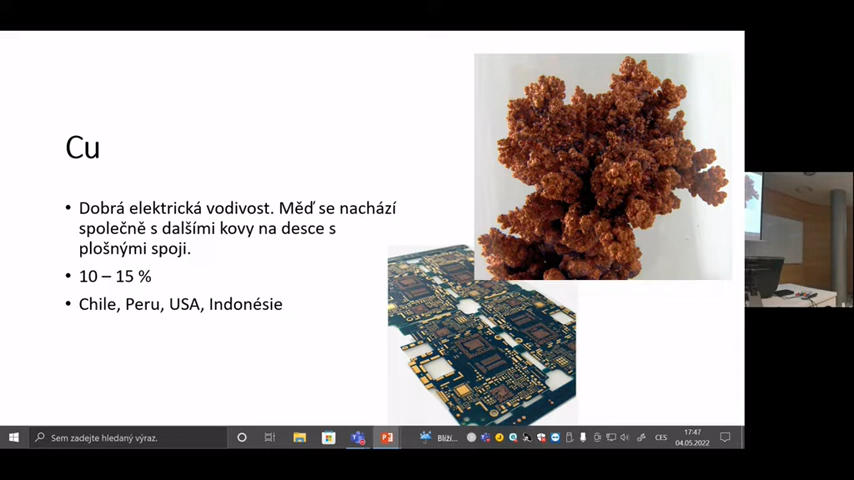 Cu
• Dobrá elektrická vodivost. Měď se nachází
společně s dalšími kovy na desce s
plošnými spoji.
• 10 – 15 %
• Chile, Peru, USA, Indonésie
Sem zadejte hledaný výraz.
Blíží...
CES
17:47
04.05.2022